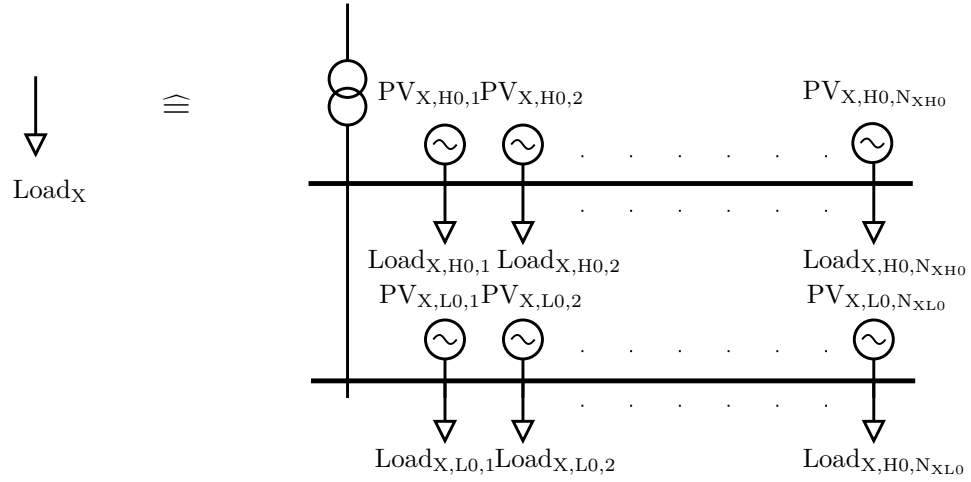 PV_X,H0,1 PV_X,H0,2 PV_X,H0,N_XH0
≙
Load_X
. . . . . .
. . . . . .
Load_X,H0,1 Load_X,H0,2 Load_X,H0,N_XH0
PV_X,L0,1 PV_X,L0,2 PV_X,L0,N_XL0
. . . . . .
. . . . . .
Load_X,L0,1 Load_X,L0,2 Load_X,H0,N_XL0